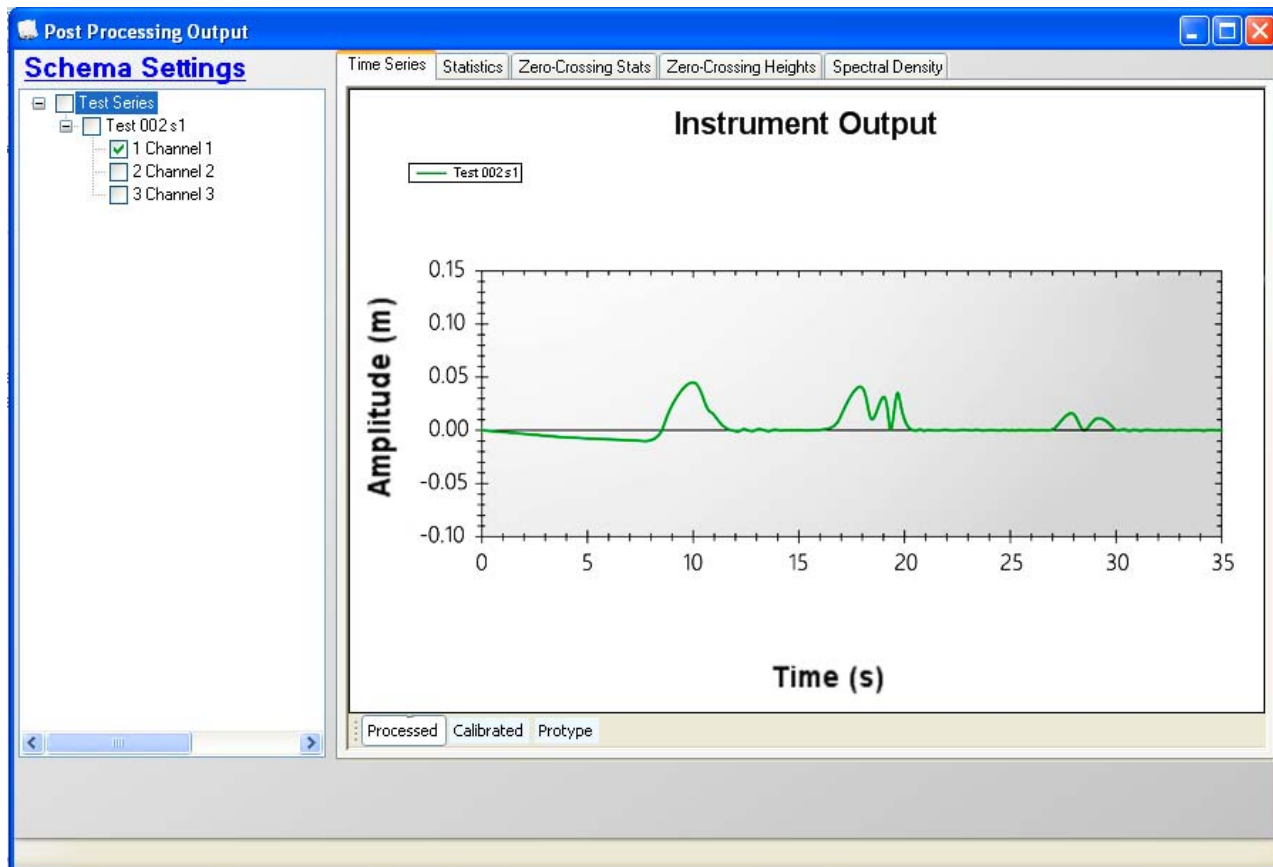 Post Processing Output
Schema Settings
Test Series
Test 002 s1
1 Channel 1
2 Channel 2
3 Channel 3
Time Series
Statistics
Zero-Crossing Stats
Zero-Crossing Heights
Spectral Density
Instrument Output
Test 002 s1
Amplitude (m)
0.15
0.10
0.05
0.00
-0.05
-0.10
0 5 10 15 20 25 30 35
Time (s)
Processed
Calibrated
Protype